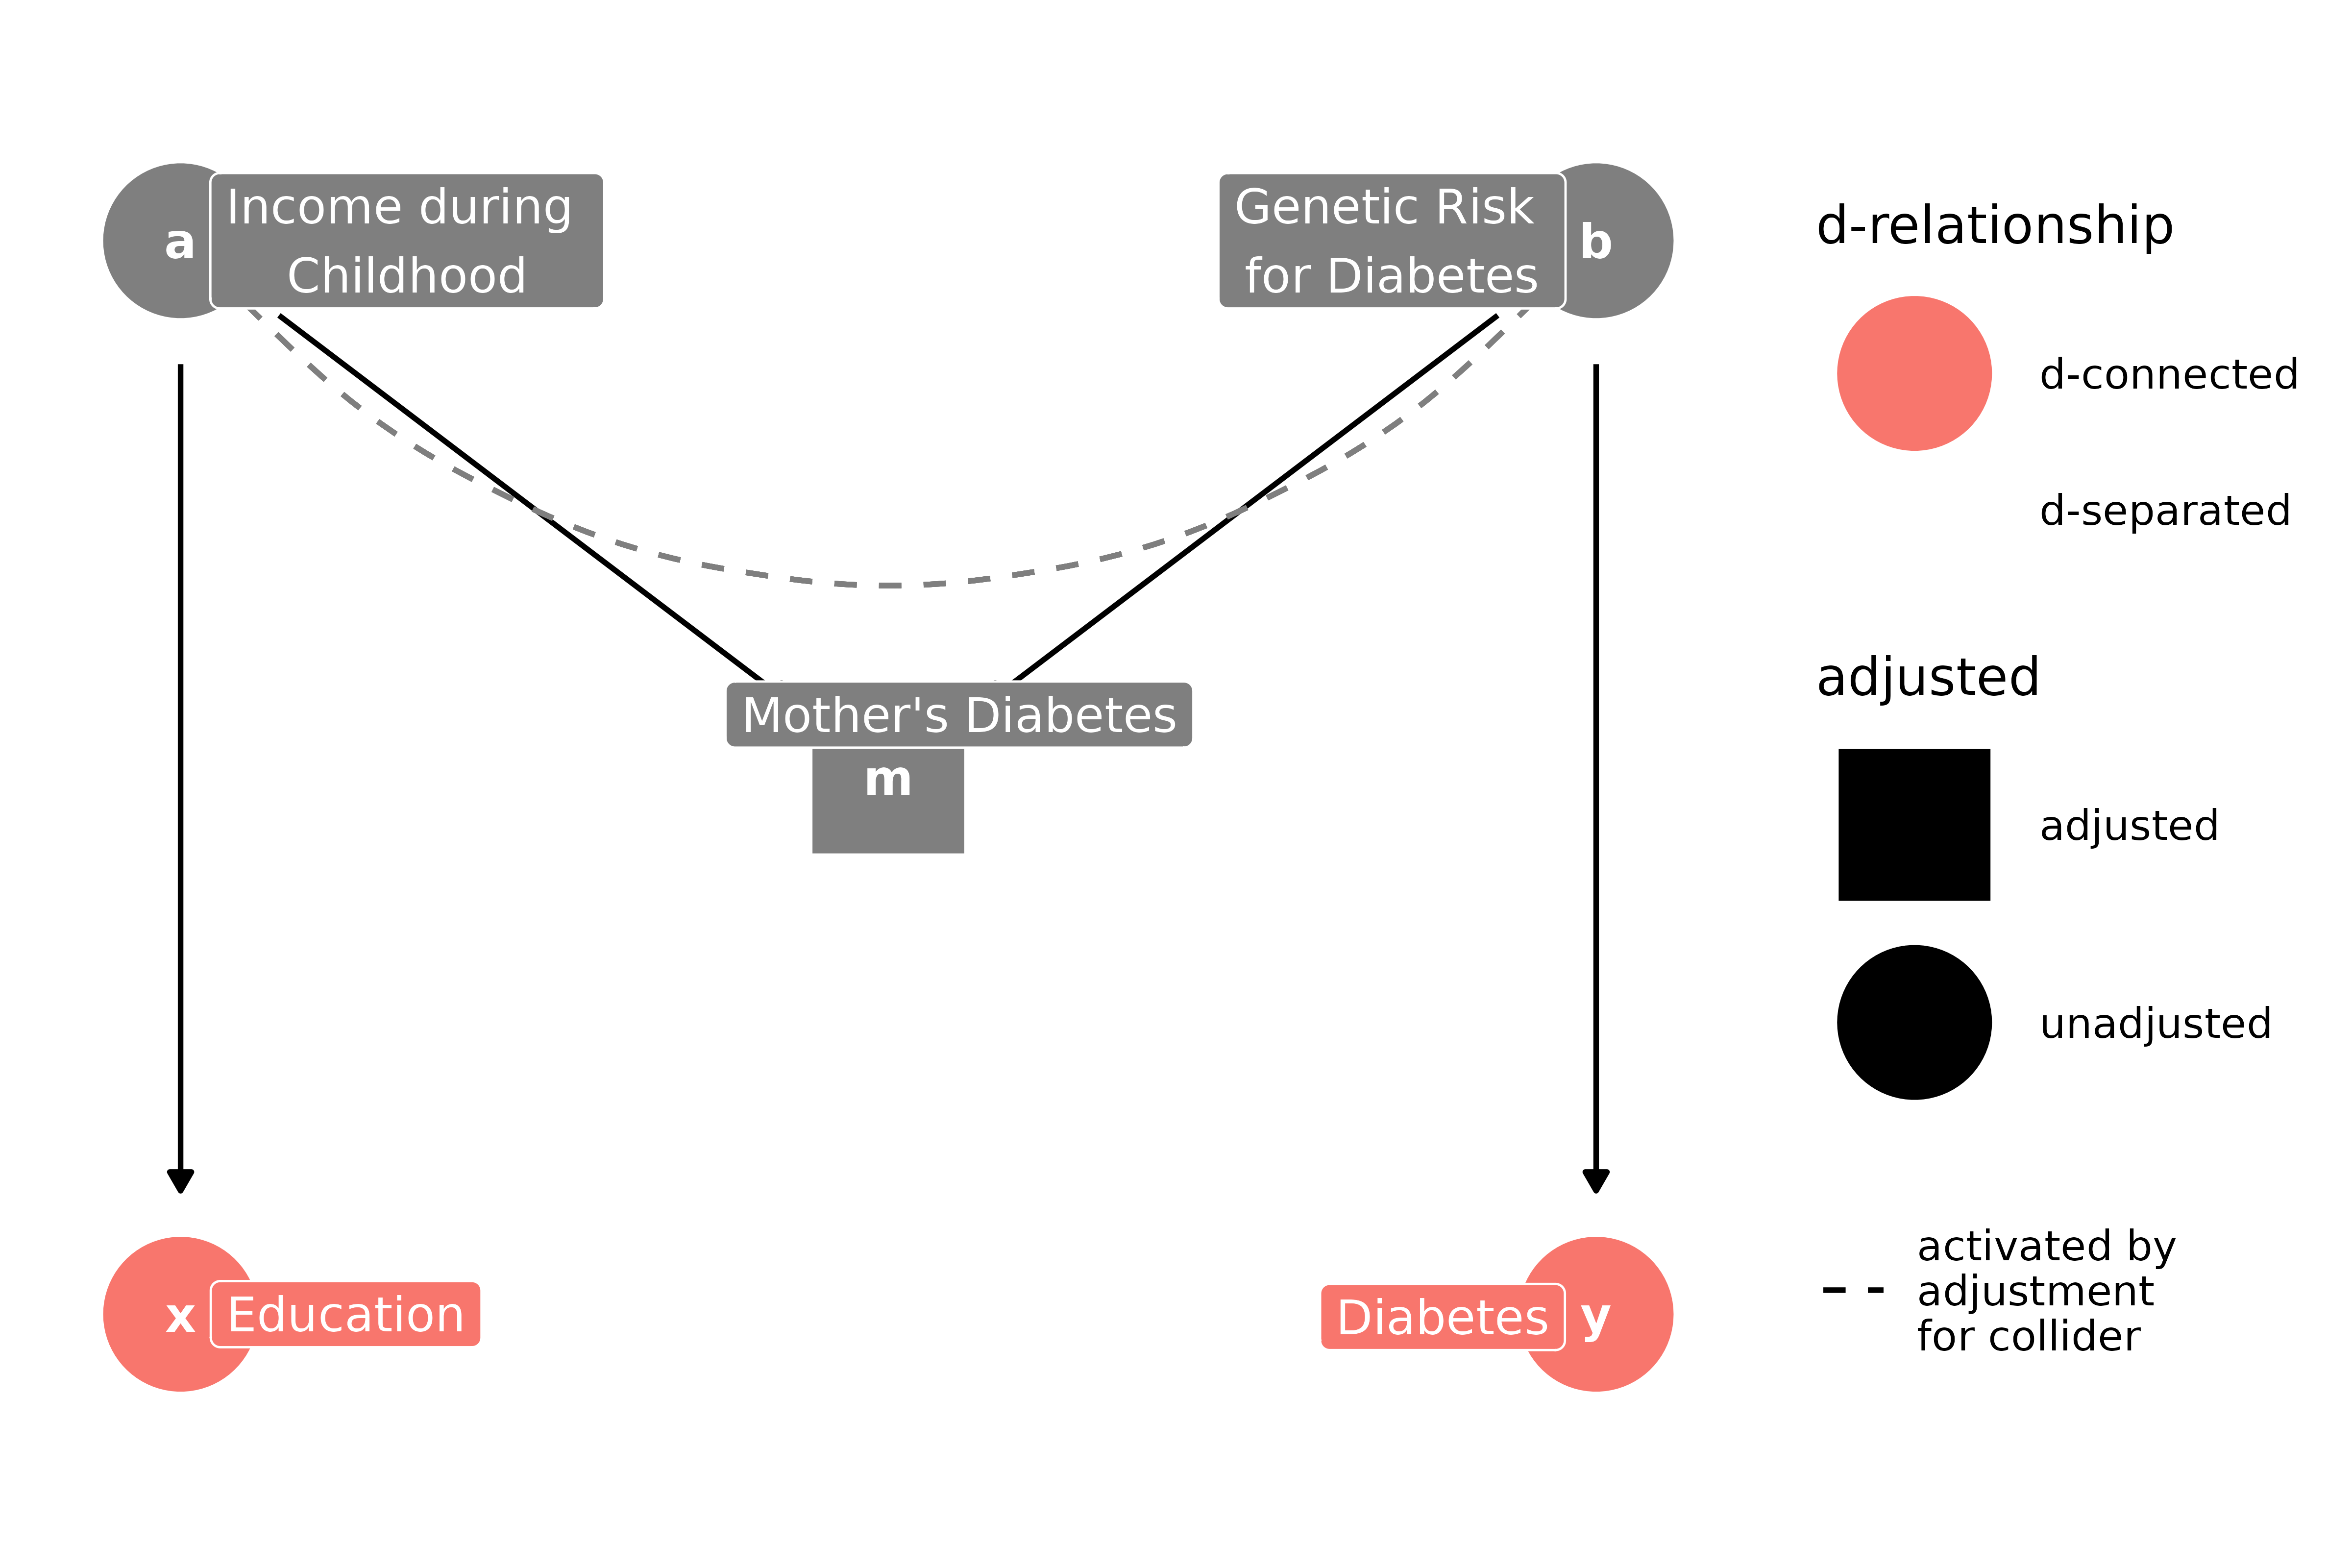 a
Income during
Childhood
Genetic Risk
for Diabetes
b
Mother's Diabetes
m
x
Education
Diabetes
y
d-relationship
d-connected
d-separated
adjusted
adjusted
unadjusted
activated by
adjustment
for collider